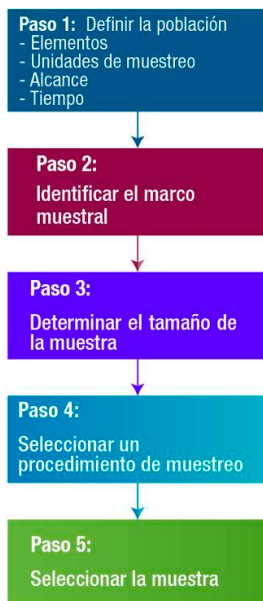 Paso 1: Definir la población
- Elementos
- Unidades de muestreo
- Alcance
- Tiempo
Paso 2:
Identificar el marco
muestral
Paso 3:
Determinar el tamaño de
la muestra
Paso 4:
Seleccionar un
procedimiento de muestreo
Paso 5:
Seleccionar la muestra